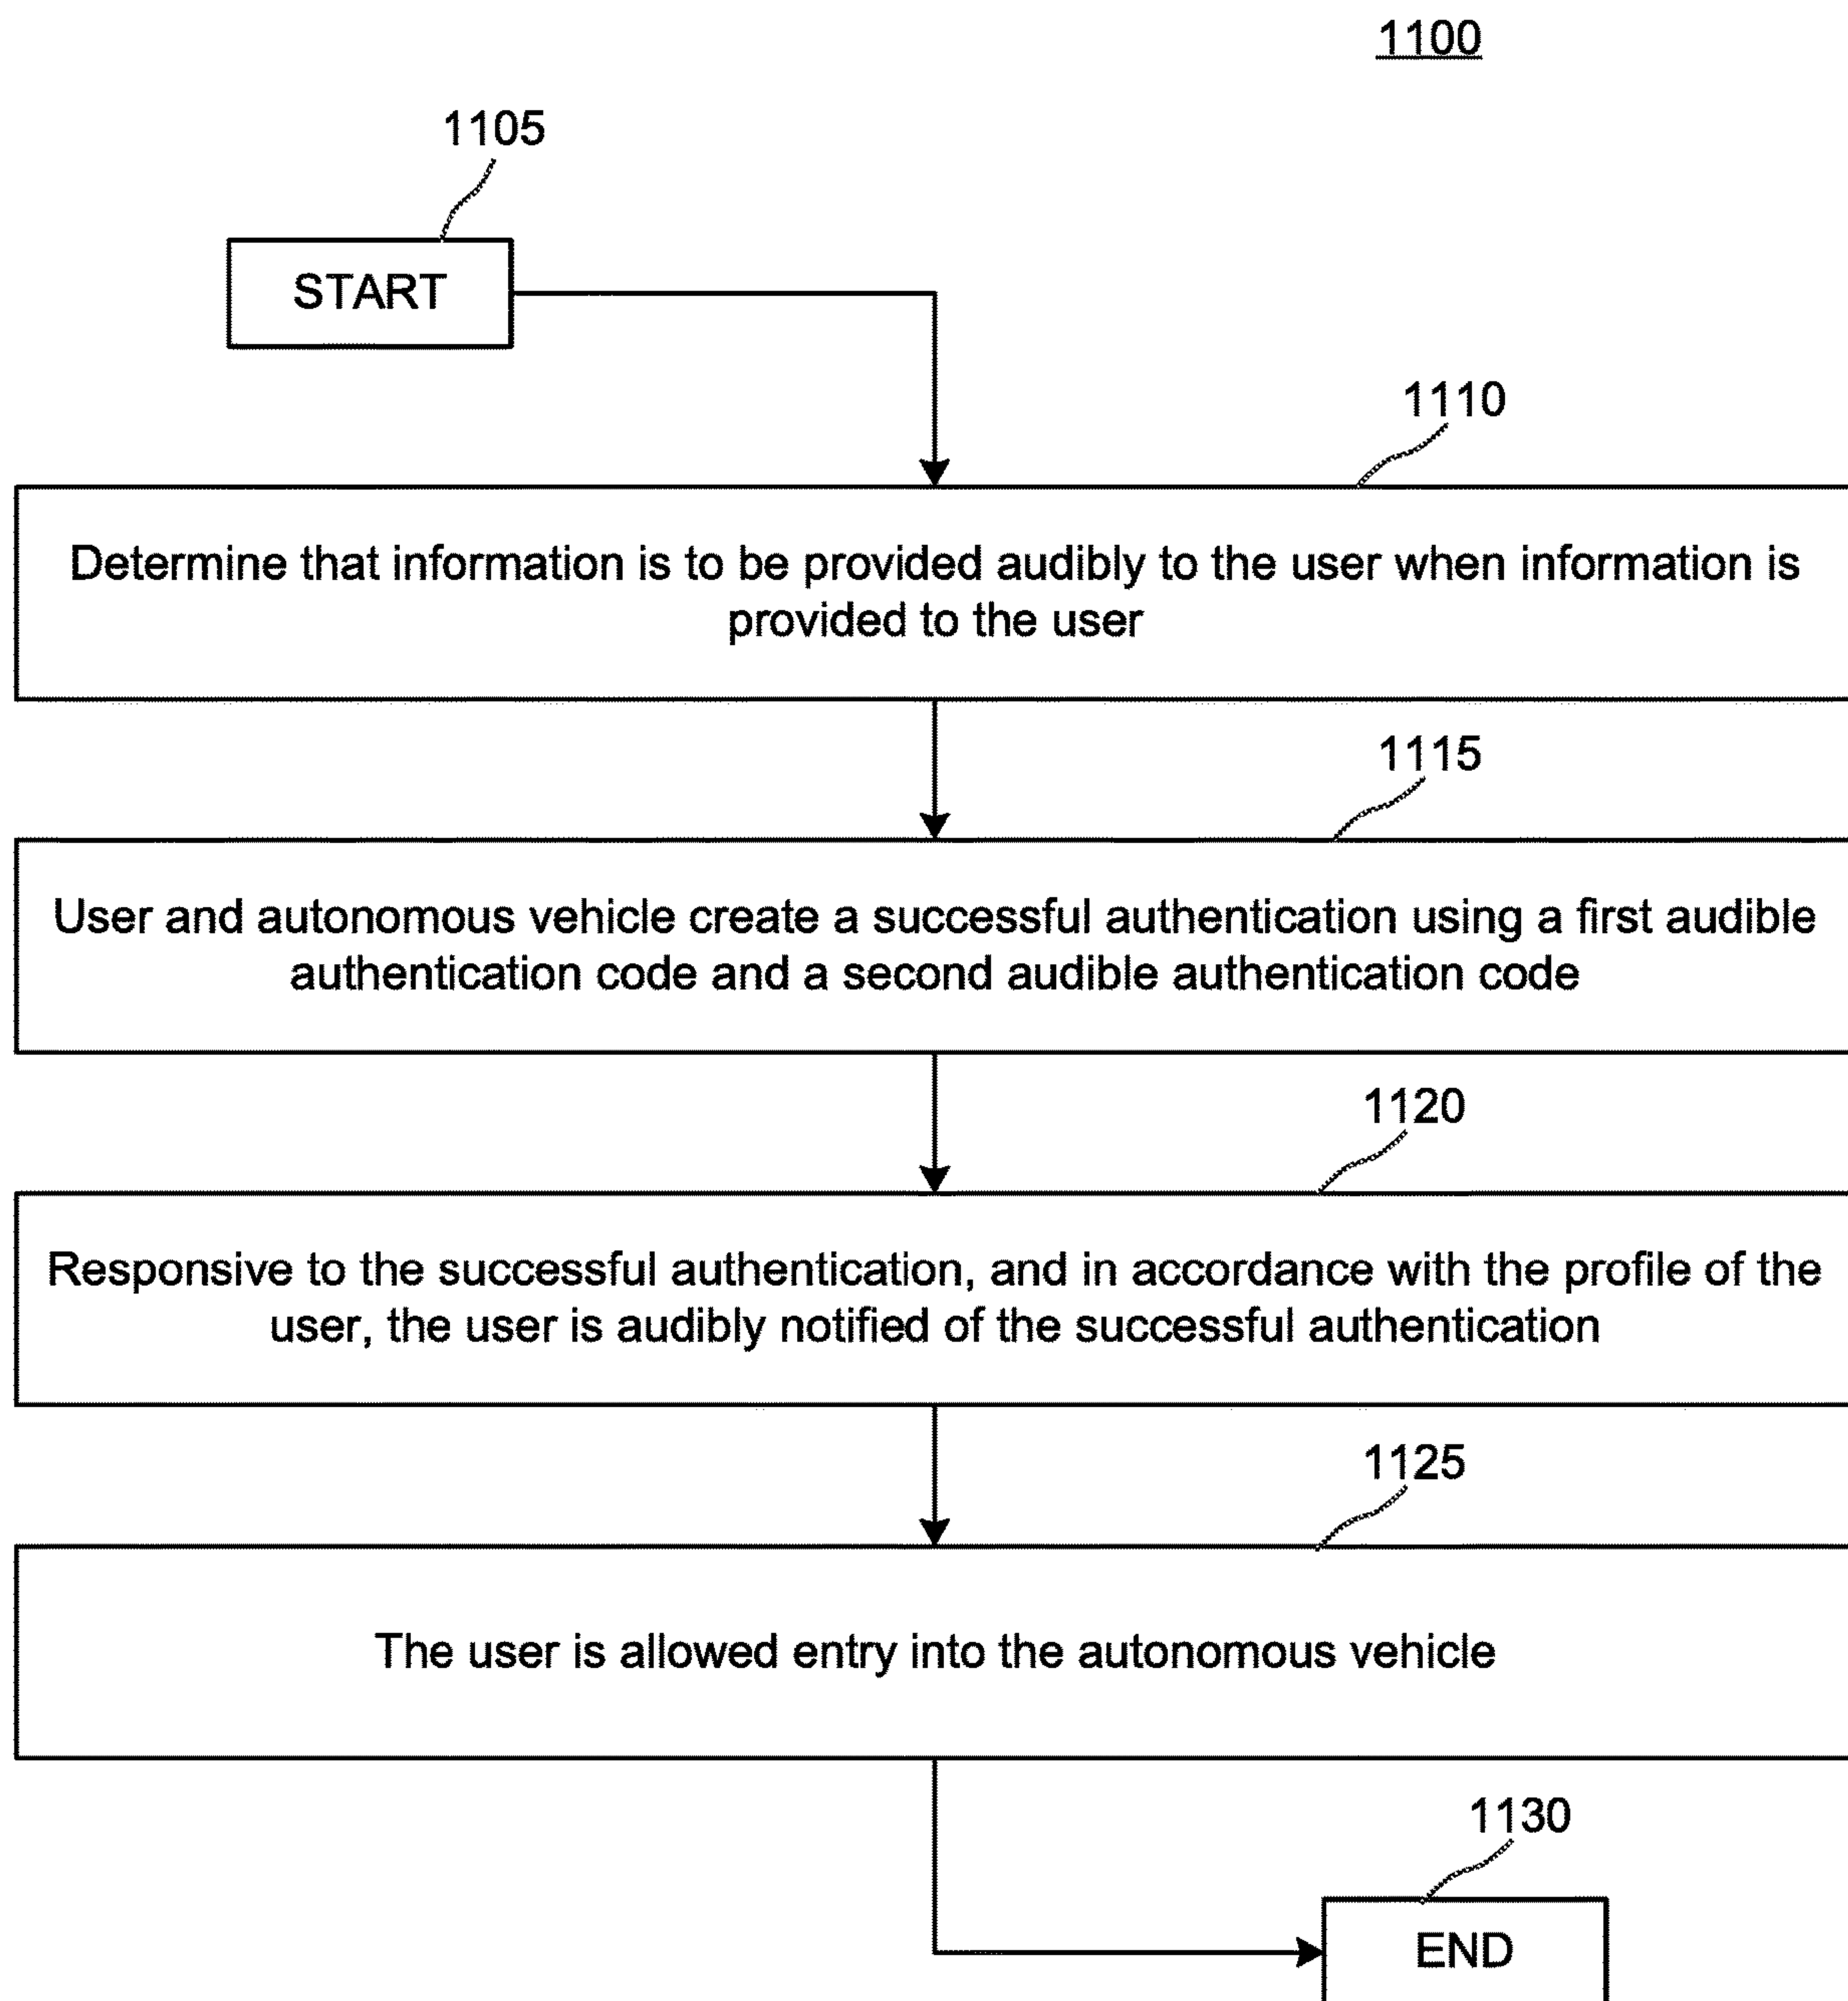 1100
1105
START
1110
Determine that information is to be provided audibly to the user when information is
provided to the user
1115
User and autonomous vehicle create a successful authentication using a first audible
authentication code and a second audible authentication code
1120
Responsive to the successful authentication, and in accordance with the profile of the
user, the user is audibly notified of the successful authentication
1125
The user is allowed entry into the autonomous vehicle
1130
END